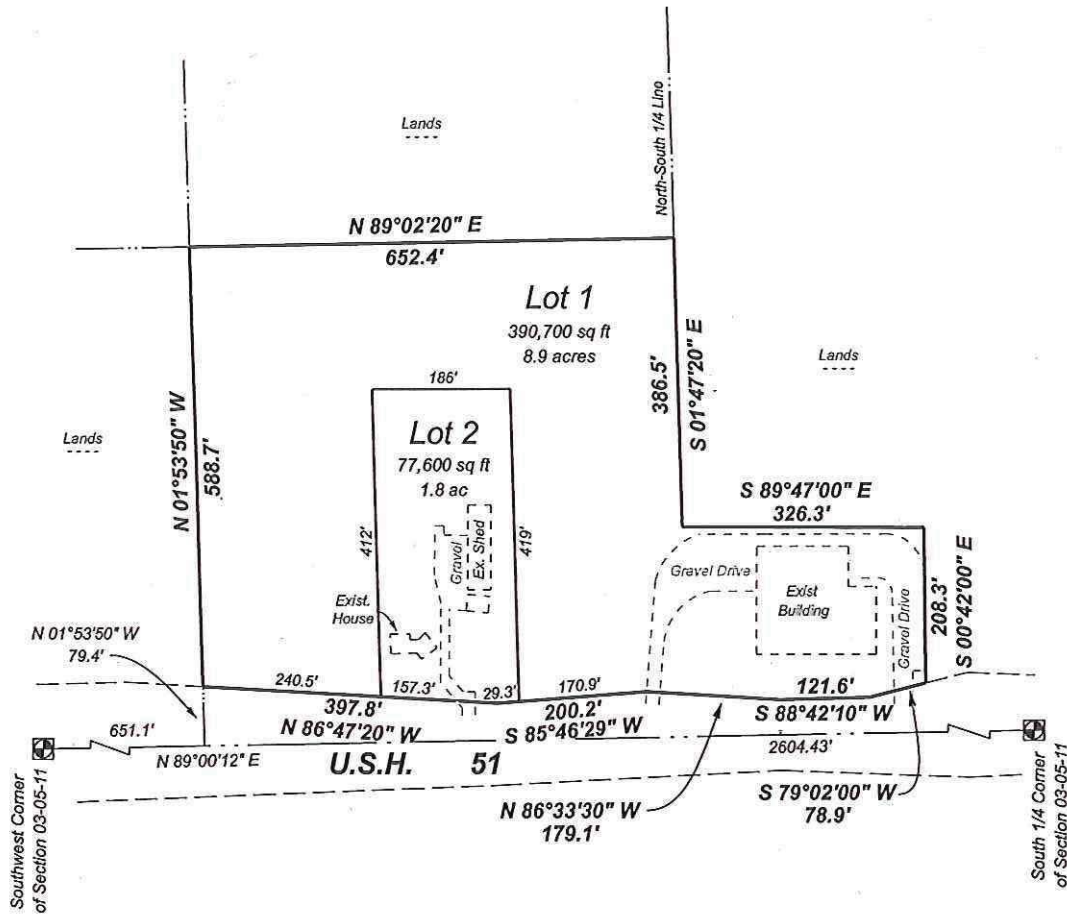 Lands
North-South 1/4 Line
N 89°02'20" E
652.4'
Lot 1
390,700 sq ft
8.9 acres
Lands
386.5'
S 01°47'20" E
186'
Lot 2
77,600 sq ft
1.8 ac
Lands
N 01°53'50" W
588.7'
412'
Gravel
Ex. Shed
419'
S 89°47'00" E
326.3'
Gravel Drive
Exist
Building
Gravel Drive
208.3'
S 00°42'00" E
Exist.
House
N 01°53'50" W
79.4'
240.5'
157.3'
29.3'
170.9'
121.6'
397.8'
200.2'
S 88°42'10" W
N 86°47'20" W
S 85°46'29" W
651.1'
N 89°00'12" E
2604.43'
U.S.H. 51
S 79°02'00" W
78.9'
N 86°33'30" W
179.1'
Southwest Corner
of Section 03-05-11
South 1/4 Corner
of Section 03-05-11